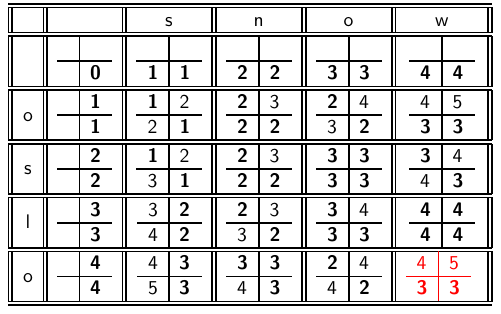 s n o w
0 1 1 2 2 3 3 4 4
1 1 2 2 3 2 4 4 5
o
1 2 1 2 2 3 2 3 3
2 1 2 2 3 3 3 3 4
s
2 3 1 2 2 3 3 4 3
3 3 2 2 3 3 4 4 4
l
3 4 2 3 2 3 3 4 4
4 4 3 3 3 2 4 4 5
o
4 5 3 4 3 4 2 3 3